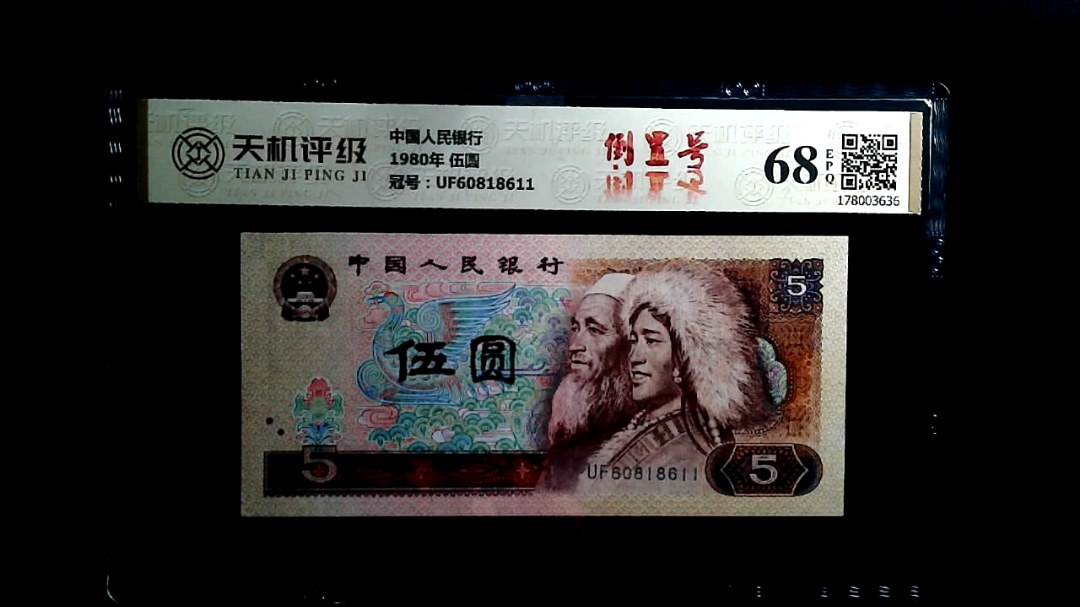 天机评级
TIAN JI PING JI
中国人民银行
1980年 伍圆
冠号：UF60818611
倒置号
68
EPQ
178003636
中国人民银行
5
伍圆
5
UF60818611
5